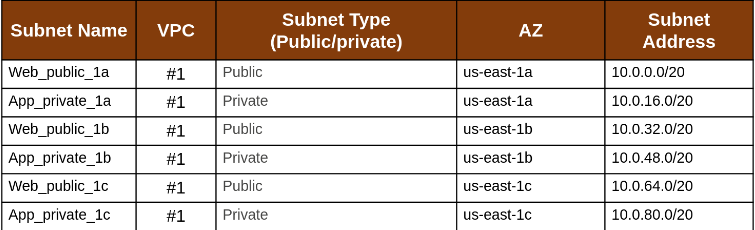 Subnet Name VPC Subnet Type (Public/private) AZ Subnet Address
Web_public_1a #1 Public us-east-1a 10.0.0.0/20
App_private_1a #1 Private us-east-1a 10.0.16.0/20
Web_public_1b #1 Public us-east-1b 10.0.32.0/20
App_private_1b #1 Private us-east-1b 10.0.48.0/20
Web_public_1c #1 Public us-east-1c 10.0.64.0/20
App_private_1c #1 Private us-east-1c 10.0.80.0/20